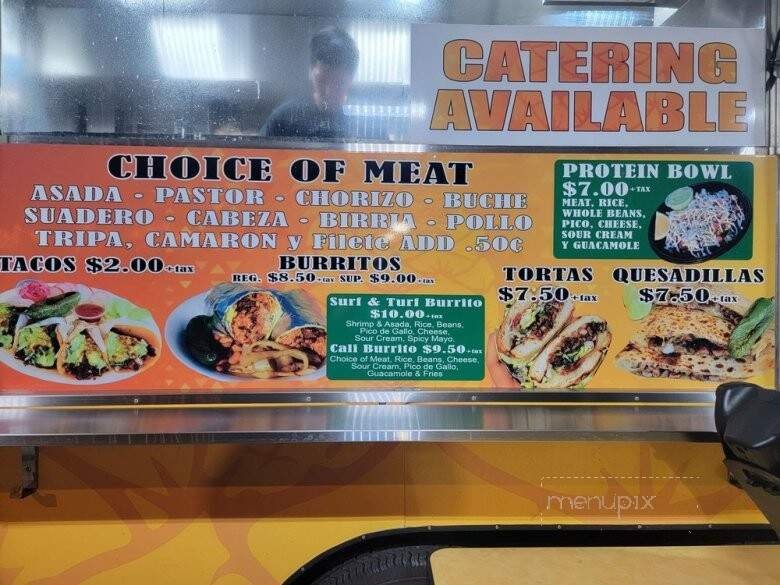 CATERING
AVAILABLE
CHOICE OF MEAT
ASADA - PASTOR - CHORIZO - BUCHE
SUADERO - CABEZA - BIRRIA - POLLO
TRIPA, CAMARON y Filete ADD .50¢
PROTEIN BOWL
$7.00+TAX
MEAT, RICE,
WHOLE BEANS,
PICO, CHEESE,
SOUR CREAM
Y GUACAMOLE
TACOS $2.00+tax
BURRITOS
REG. $8.50+tax SUP. $9.00+tax
Surf & Turf Burrito
$10.00+tax
Shrimp & Asada, Rice, Beans,
Pico de Gallo, Cheese,
Sour Cream, Spicy Mayo.
Cali Burrito $9.50+tax
Choice of Meat, Rice, Beans, Cheese,
Sour Cream, Pico de Gallo,
Guacamole & Fries
TORTAS
$7.50+tax
QUESADILLAS
$7.50+tax
menupix